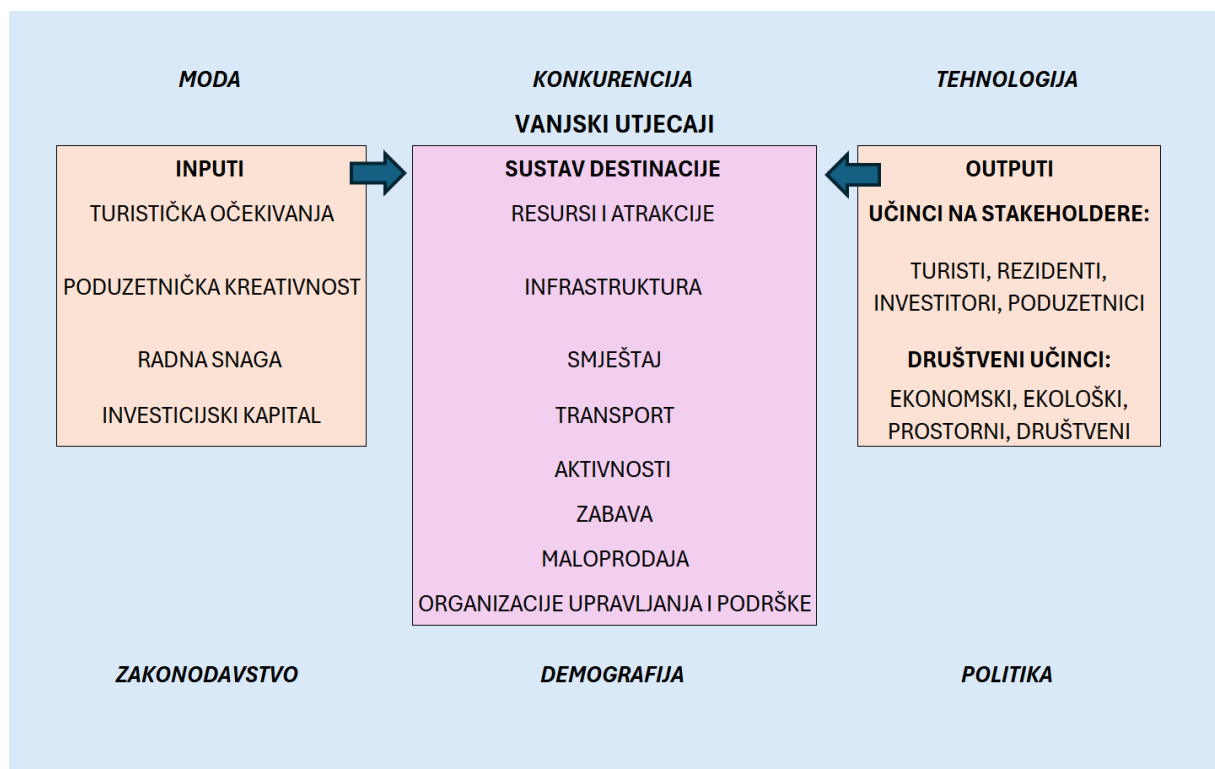 MODA
KONKURENCIJA
TEHNOLOGIJA
VANJSKI UTJECAJI
INPUTI
TURISTIČKA OČEKIVANJA
PODUZETNIČKA KREATIVNOST
RADNA SNAGA
INVESTICIJSKI KAPITAL
SUSTAV DESTINACIJE
RESURSI I ATRAKCIJE
INFRASTRUKTURA
SMJEŠTAJ
TRANSPORT
AKTIVNOSTI
ZABAVA
MALOPRODAJA
ORGANIZACIJE UPRAVLJANJA I PODRŠKE
OUTPUTI
UČINCI NA STAKEHOLDERE:
TURISTI, REZIDENTI,
INVESTITORI, PODUZETNICI
DRUŠTVENI UČINCI:
EKONOMSKI, EKOLOŠKI,
PROSTORNI, DRUŠTVENI
ZAKONODAVSTVO
DEMOGRAFIJA
POLITIKA